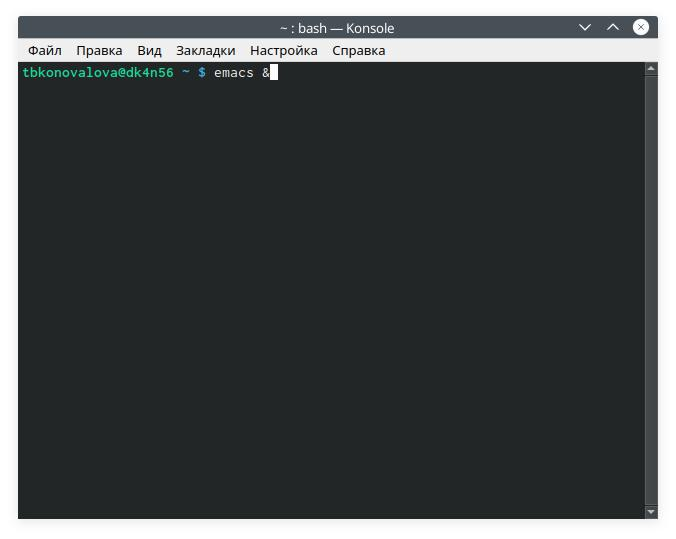 ~ : bash — Konsole
Файл Правка Вид Закладки Настройка Справка
tbkonovalova@dk4n56 ~ $ emacs &